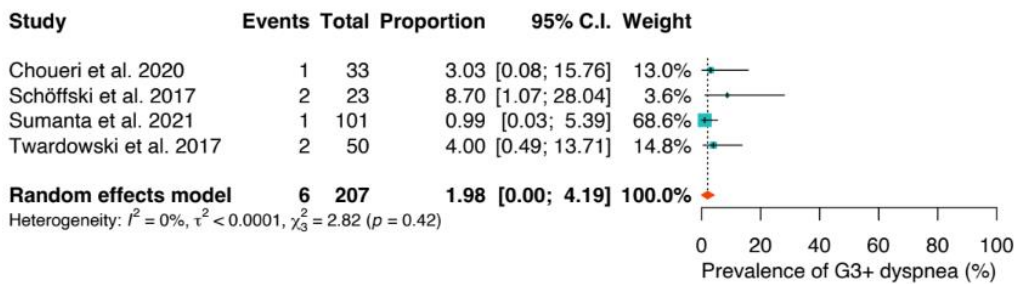 Study Events Total Proportion 95% C.I. Weight
Choueri et al. 2020 1 33 3.03 [0.08; 15.76] 13.0%
Schöffski et al. 2017 2 23 8.70 [1.07; 28.04] 3.6%
Sumanta et al. 2021 1 101 0.99 [0.03; 5.39] 68.6%
Twardowski et al. 2017 2 50 4.00 [0.49; 13.71] 14.8%
Random effects model 6 207 1.98 [0.00; 4.19] 100.0%
Heterogeneity: I² = 0%, τ² < 0.0001, χ²₃ = 2.82 (p = 0.42)
0 20 40 60 80 100
Prevalence of G3+ dyspnea (%)